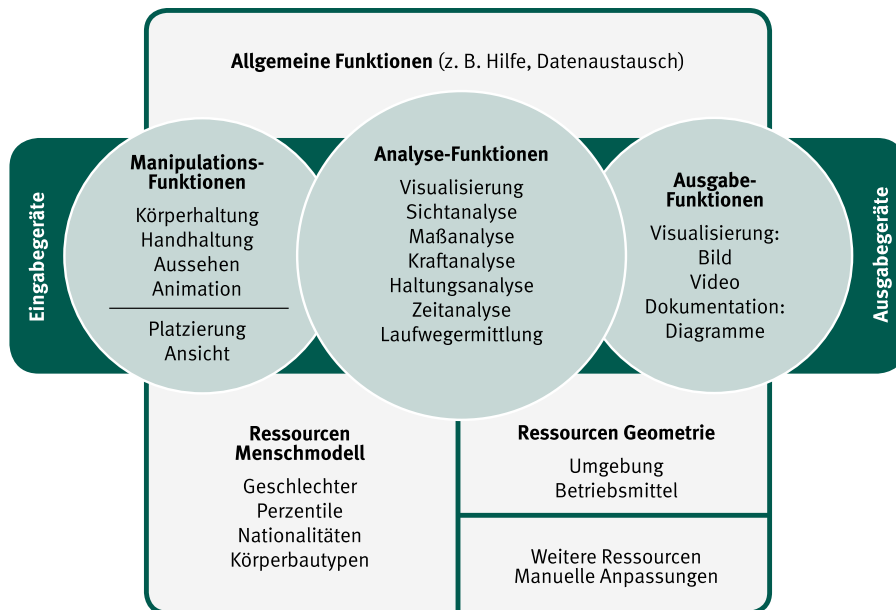 Allgemeine Funktionen (z. B. Hilfe, Datenaustausch)
Eingabegeräte
Manipulations-
Funktionen
Körperhaltung
Handhaltung
Aussehen
Animation
Platzierung
Ansicht
Analyse-Funktionen
Visualisierung
Sichtanalyse
Maßanalyse
Kraftanalyse
Haltungsanalyse
Zeitanalyse
Laufwegermittlung
Ausgabe-
Funktionen
Visualisierung:
Bild
Video
Dokumentation:
Diagramme
Ausgabegeräte
Ressourcen
Menschmodell
Geschlechter
Perzentile
Nationalitäten
Körperbautypen
Ressourcen Geometrie
Umgebung
Betriebsmittel
Weitere Ressourcen
Manuelle Anpassungen